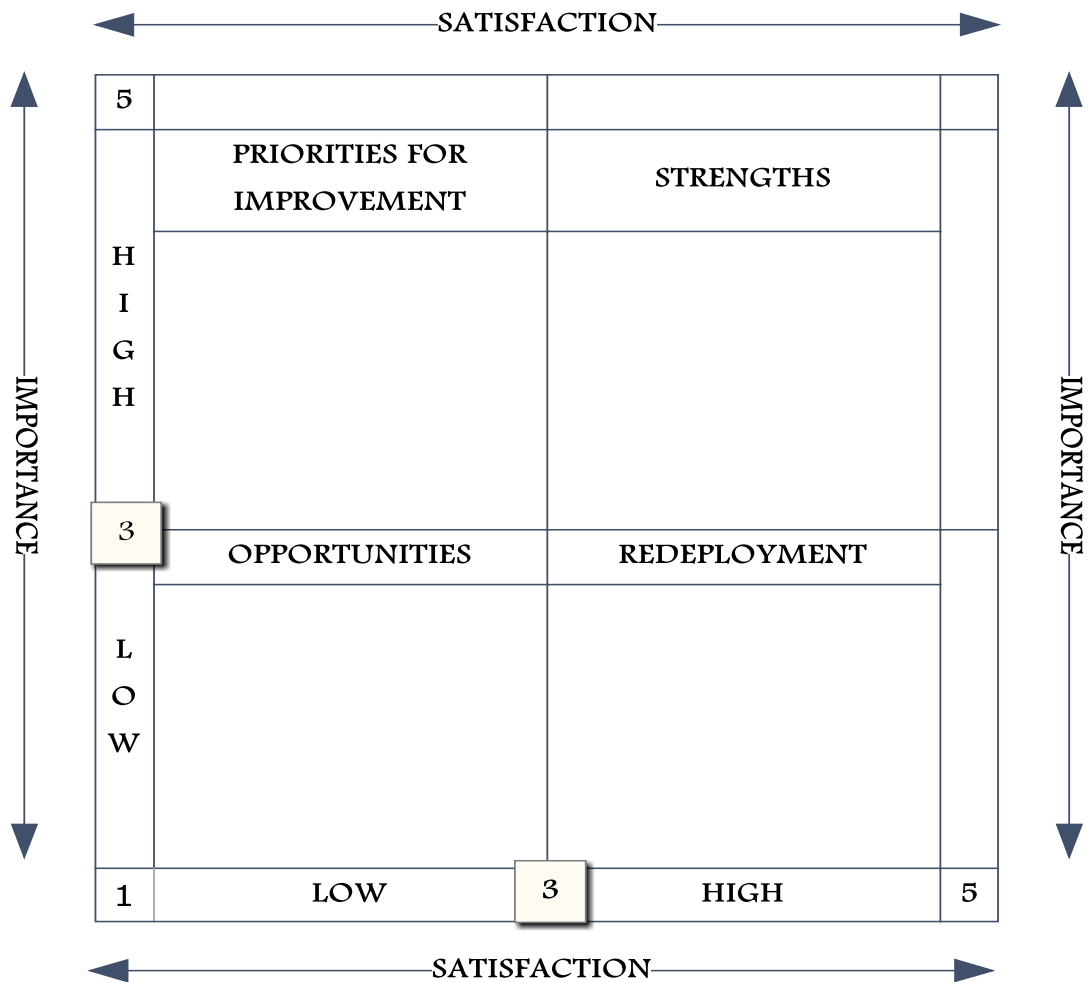 SATISFACTION
5
PRIORITIES FOR
IMPROVEMENT
STRENGTHS
H
I
G
H
IMPORTANCE
IMPORTANCE
3
OPPORTUNITIES
REDEPLOYMENT
L
O
W
1
LOW
3
HIGH
5
SATISFACTION